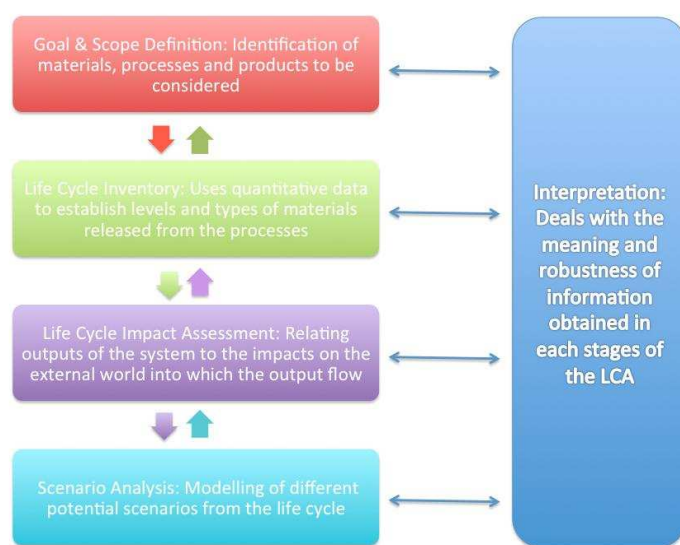 Goal & Scope Definition: Identification of
materials, processes and products to be
considered
Life Cycle Inventory: Uses quantitative data
to establish levels and types of materials
released from the processes
Life Cycle Impact Assessment: Relating
outputs of the system to the impacts on the
external world into which the output flow
Scenario Analysis: Modelling of different
potential scenarios from the life cycle
Interpretation:
Deals with the
meaning and
robustness of
information
obtained in
each stages of
the LCA